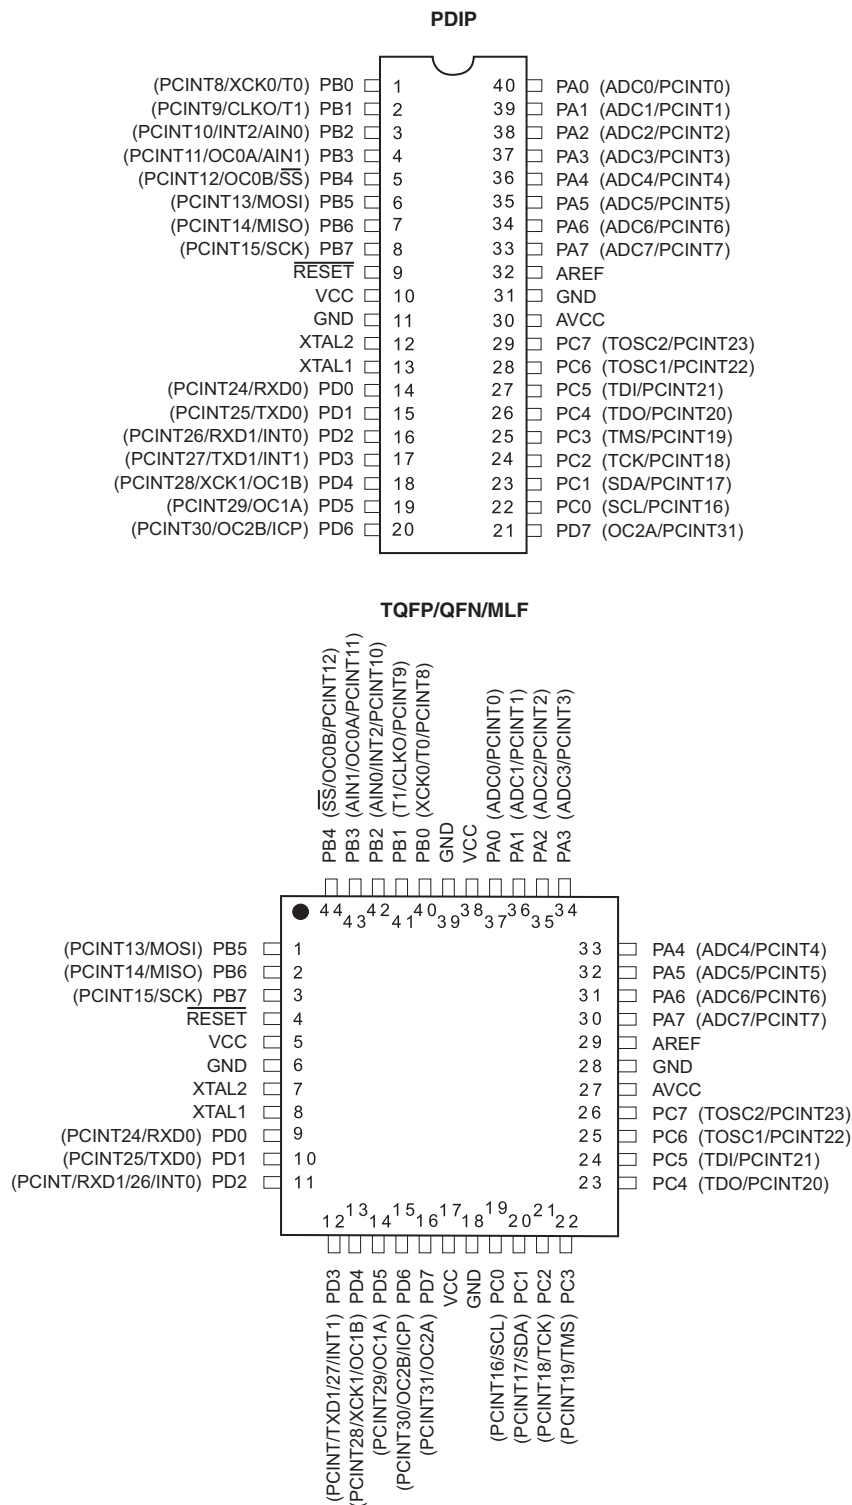 PDIP
(PCINT8/XCK0/T0) PB0 1 40 PA0 (ADC0/PCINT0)
(PCINT9/CLKO/T1) PB1 2 39 PA1 (ADC1/PCINT1)
(PCINT10/INT2/AIN0) PB2 3 38 PA2 (ADC2/PCINT2)
(PCINT11/OC0A/AIN1) PB3 4 37 PA3 (ADC3/PCINT3)
(PCINT12/OC0B/SS) PB4 5 36 PA4 (ADC4/PCINT4)
(PCINT13/MOSI) PB5 6 35 PA5 (ADC5/PCINT5)
(PCINT14/MISO) PB6 7 34 PA6 (ADC6/PCINT6)
(PCINT15/SCK) PB7 8 33 PA7 (ADC7/PCINT7)
RESET 9 32 AREF
VCC 10 31 GND
GND 11 30 AVCC
XTAL2 12 29 PC7 (TOSC2/PCINT23)
XTAL1 13 28 PC6 (TOSC1/PCINT22)
(PCINT24/RXD0) PD0 14 27 PC5 (TDI/PCINT21)
(PCINT25/TXD0) PD1 15 26 PC4 (TDO/PCINT20)
(PCINT26/RXD1/INT0) PD2 16 25 PC3 (TMS/PCINT19)
(PCINT27/TXD1/INT1) PD3 17 24 PC2 (TCK/PCINT18)
(PCINT28/XCK1/OC1B) PD4 18 23 PC1 (SDA/PCINT17)
(PCINT29/OC1A) PD5 19 22 PC0 (SCL/PCINT16)
(PCINT30/OC2B/ICP) PD6 20 21 PD7 (OC2A/PCINT31)
TQFP/QFN/MLF
PB4 (SS/OC0B/PCINT12)
PB3 (AIN1/OC0A/PCINT11)
PB2 (AIN0/INT2/PCINT10)
PB1 (T1/CLKO/PCINT9)
PB0 (XCK0/T0/PCINT8)
GND
VCC
PA0 (ADC0/PCINT0)
PA1 (ADC1/PCINT1)
PA2 (ADC2/PCINT2)
PA3 (ADC3/PCINT3)
44 43 42 41 40 39 38 37 36 35 34
(PCINT13/MOSI) PB5 1 33 PA4 (ADC4/PCINT4)
(PCINT14/MISO) PB6 2 32 PA5 (ADC5/PCINT5)
(PCINT15/SCK) PB7 3 31 PA6 (ADC6/PCINT6)
RESET 4 30 PA7 (ADC7/PCINT7)
VCC 5 29 AREF
GND 6 28 GND
XTAL2 7 27 AVCC
XTAL1 8 26 PC7 (TOSC2/PCINT23)
(PCINT24/RXD0) PD0 9 25 PC6 (TOSC1/PCINT22)
(PCINT25/TXD0) PD1 10 24 PC5 (TDI/PCINT21)
(PCINT/RXD1/26/INT0) PD2 11 23 PC4 (TDO/PCINT20)
12 13 14 15 16 17 18 19 20 21 22
(PCINT/TXD1/27/INT1) PD3
(PCINT28/XCK1/OC1B) PD4
(PCINT29/OC1A) PD5
(PCINT30/OC2B/ICP) PD6
(PCINT31/OC2A) PD7
VCC
GND
(PCINT16/SCL) PC0
(PCINT17/SDA) PC1
(PCINT18/TCK) PC2
(PCINT19/TMS) PC3